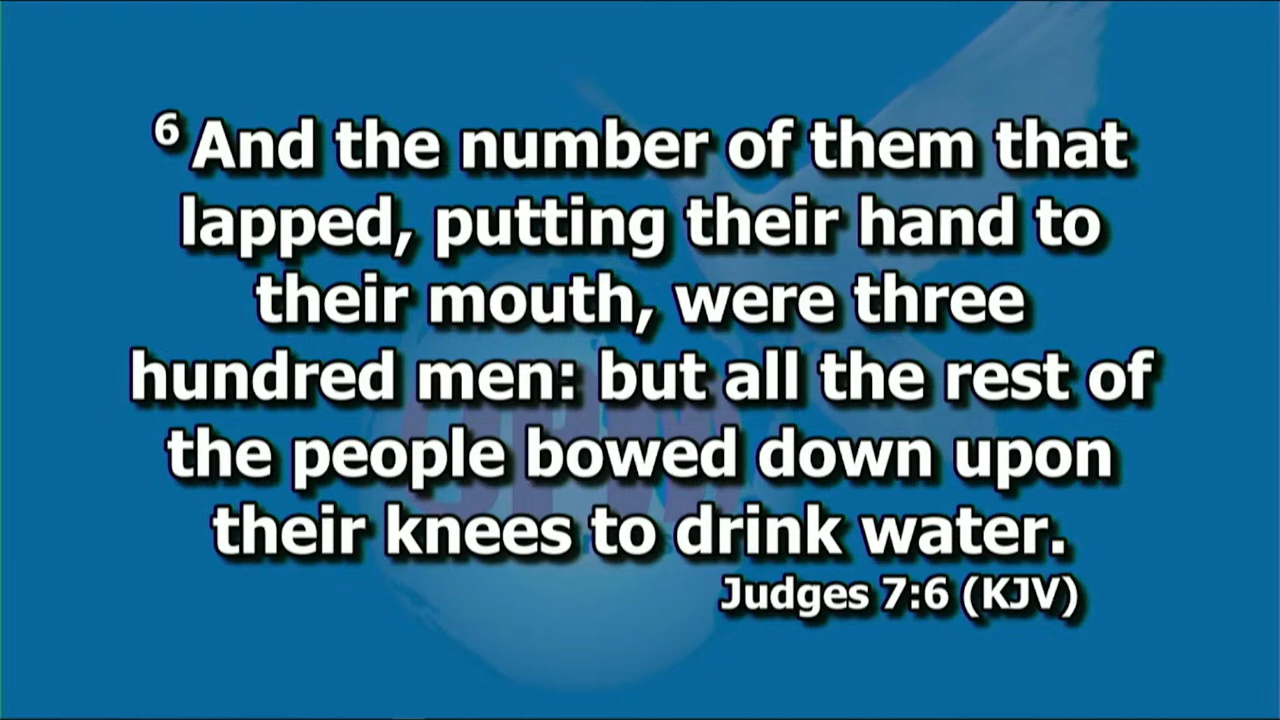 6 And the number of them that
lapped, putting their hand to
their mouth, were three
hundred men: but all the rest of
the people bowed down upon
their knees to drink water.
Judges 7:6 (KJV)